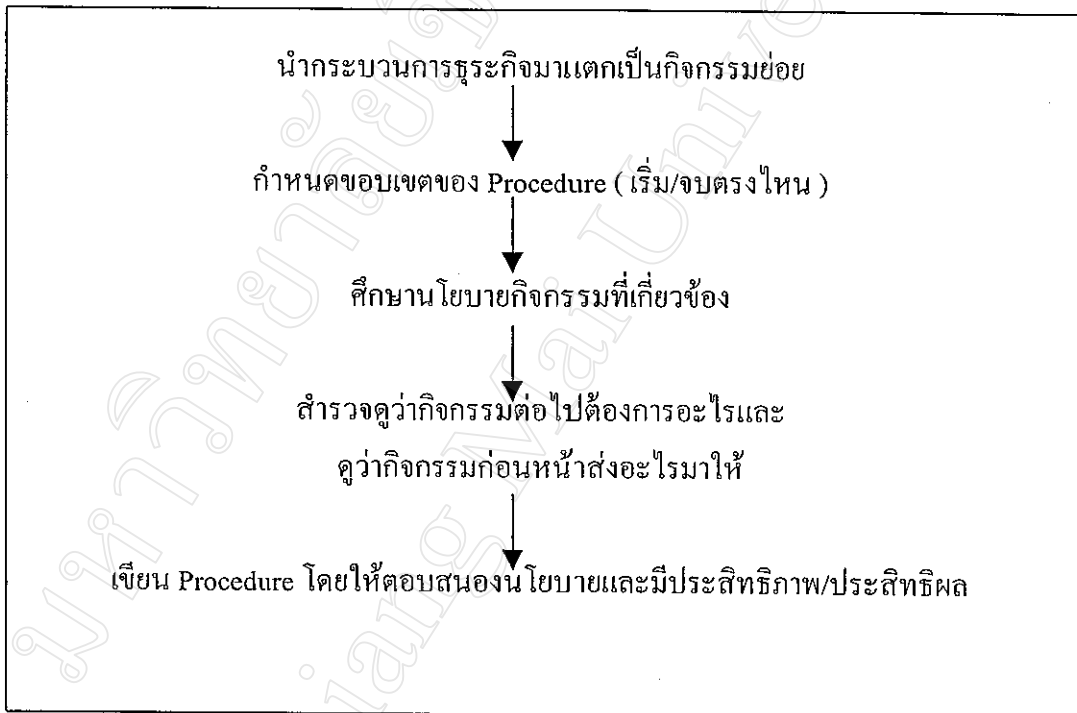 นำกระบวนการธุระกิจมาแตกเป็นกิจกรรมย่อย
กำหนดขอบเขตของ Procedure ( เริ่ม/จบตรงไหน )
ศึกษานโยบายกิจกรรมที่เกี่ยวข้อง
สำรวจดูว่ากิจกรรมต่อไปต้องการอะไรและ
ดูว่ากิจกรรมก่อนหน้าส่งอะไรมาให้
เขียน Procedure โดยให้ตอบสนองนโยบายและมีประสิทธิภาพ/ประสิทธิผล